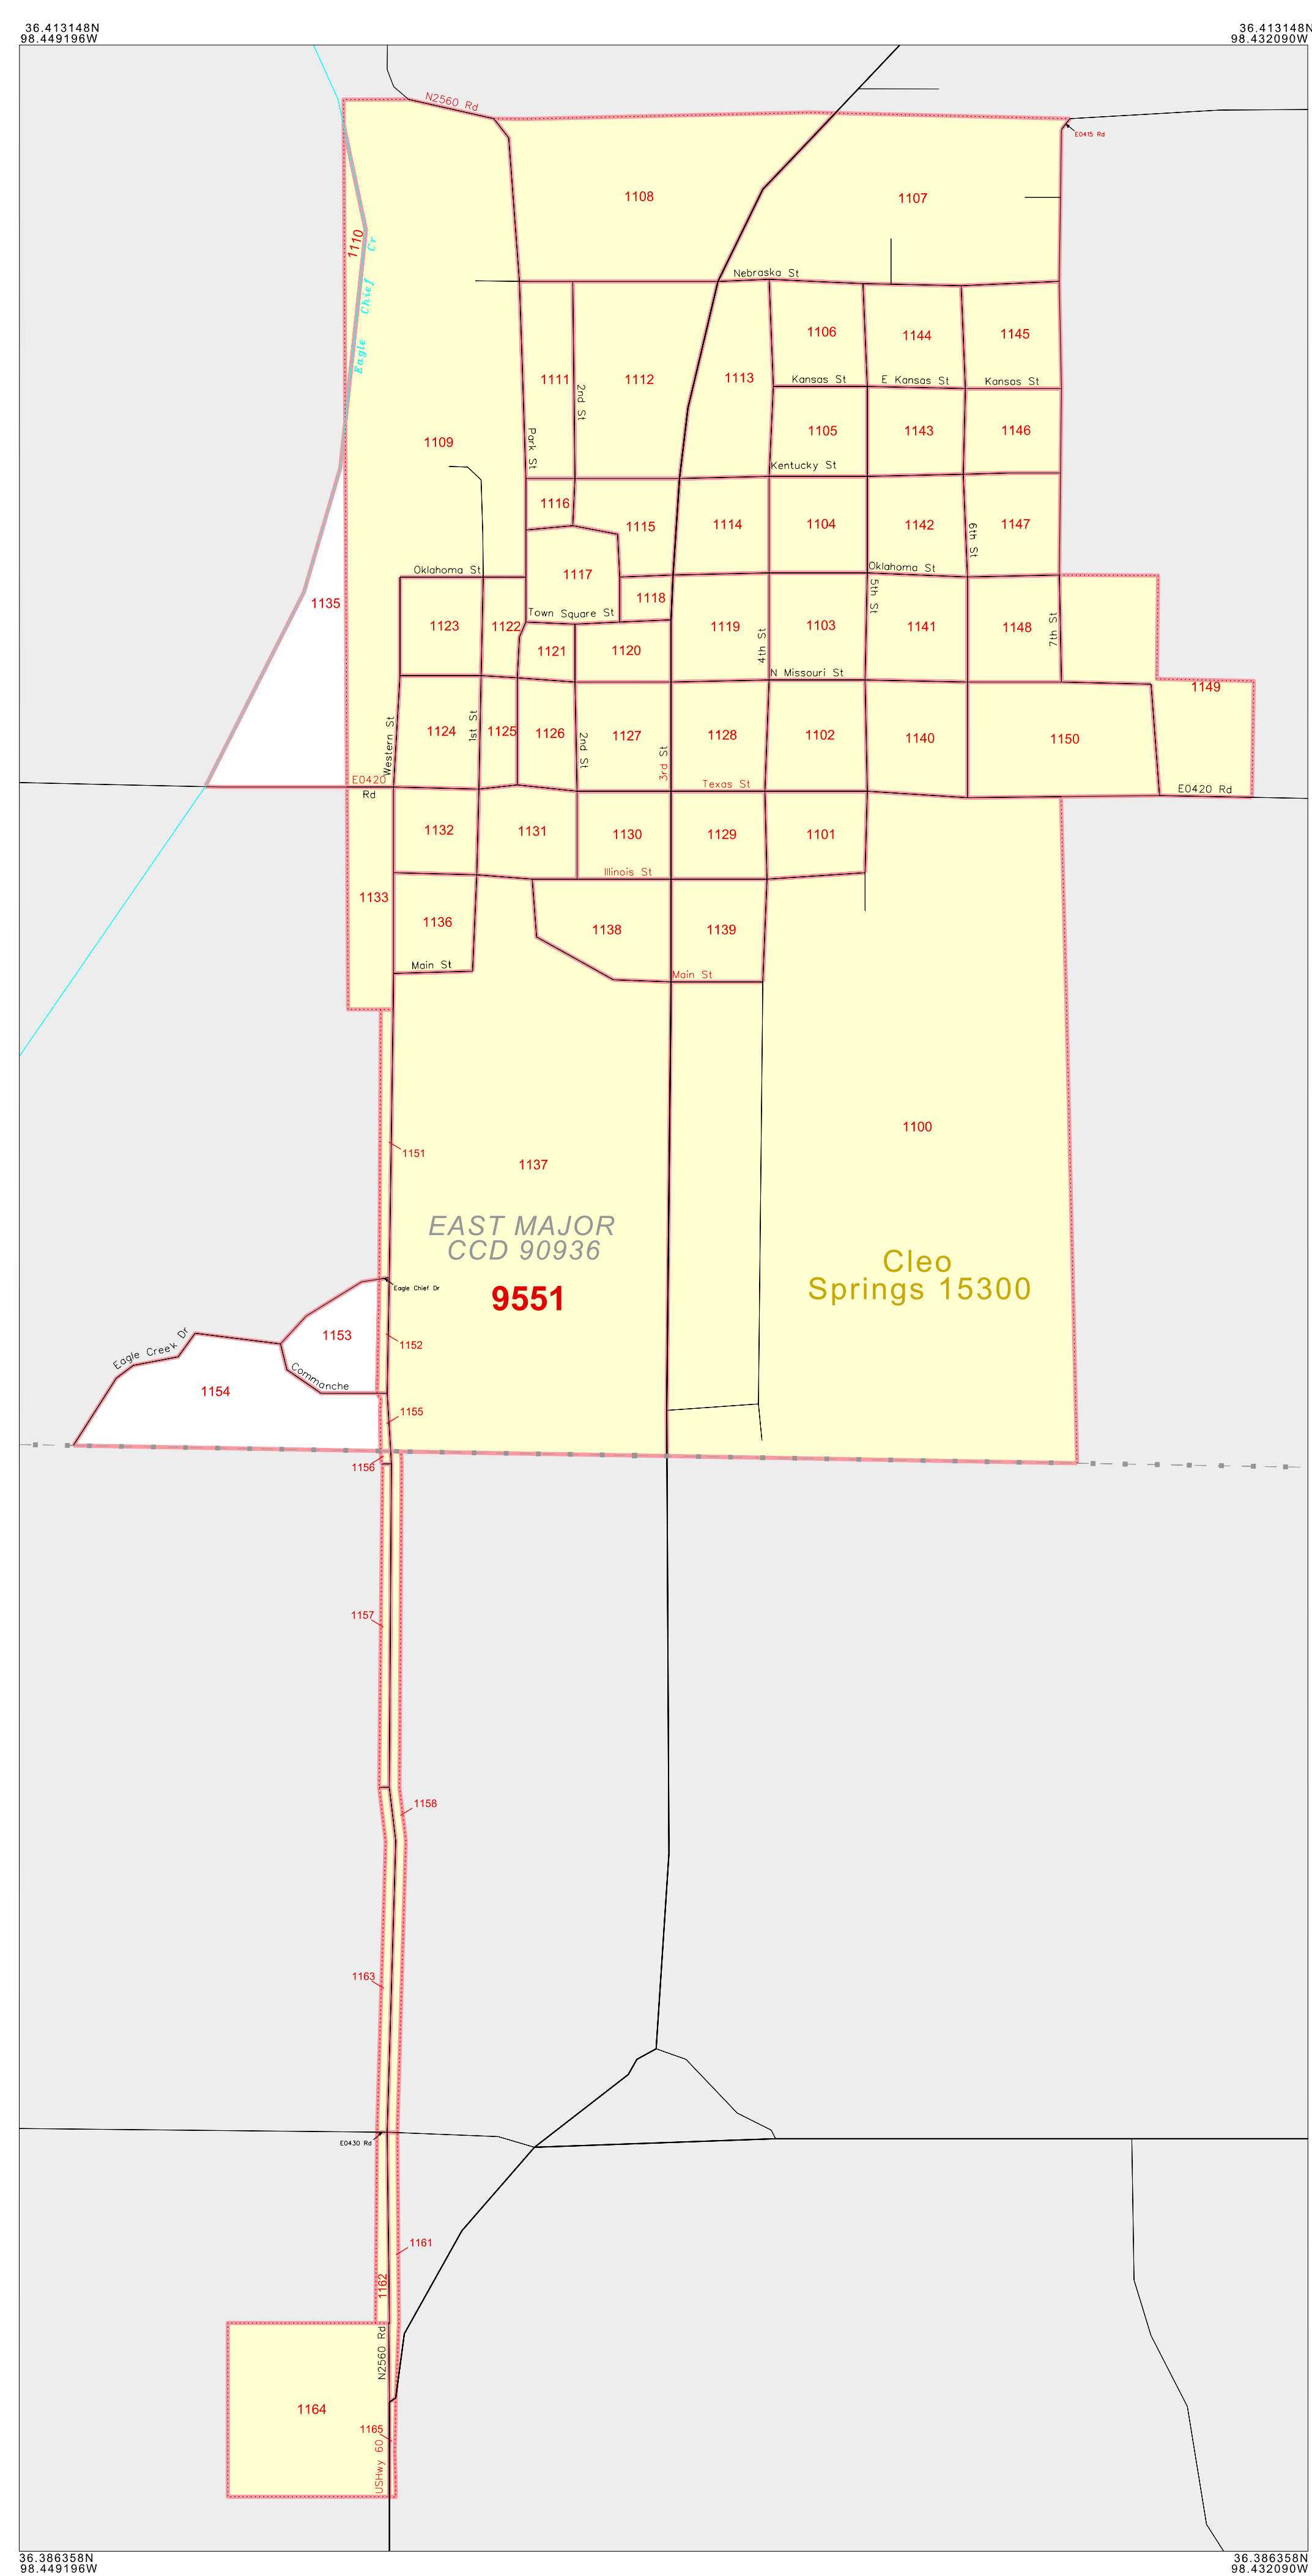 36.413148N
98.449196W
36.413148N
98.432090W
N2560 Rd
E0415 Rd
1108
1107
1110
Eagle Chief Cr
Nebraska St
1106
1144
1145
1111
1112
1113
Kansas St
E Kansas St
Kansas St
2nd St
1109
Park St
1105
1143
1146
Kentucky St
1116
1115
1114
1104
1142
1147
6th St
Oklahoma St
1117
Oklahoma St
1135
1118
5th St
Town Square St
1123
1122
1119
1103
1141
1148
7th St
4th St
1121
1120
N Missouri St
1149
Western St
1124
1st St
1125
1126
2nd St
1127
3rd St
1128
1102
1140
1150
E0420
Rd
Texas St
E0420 Rd
1132
1131
1130
1129
1101
Illinois St
1133
1136
1138
1139
Main St
Main St
1100
1151
1137
EAST MAJOR
CCD 90936
Cleo
Springs 15300
9551
Eagle Chief Dr
1153
1152
Eagle Creek Dr
Commanche
1154
1155
1156
1157
1158
1163
E0430 Rd
1161
1162
N2560 Rd
1164
1165
USHwy 60
36.386358N
98.449196W
36.386358N
98.432090W